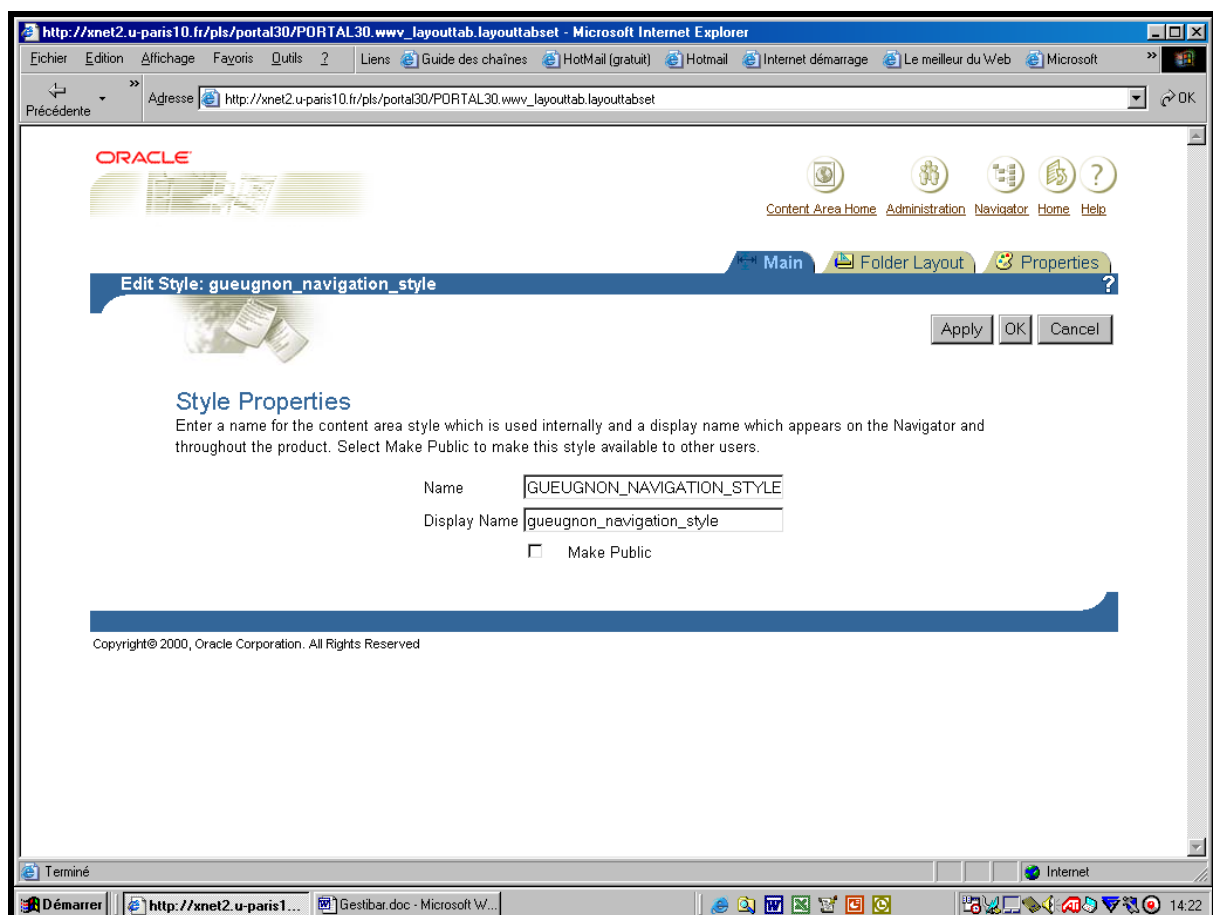 http://xnet2.u-paris10.fr/pls/portal30/PORTAL30.wwv_layouttab.layouttabset - Microsoft Internet Explorer
Fichier Edition Affichage Favoris Outils ? Liens Guide des chaînes HotMail (gratuit) Hotmail Internet démarrage Le meilleur du Web Microsoft »
Précédente » Adresse http://xnet2.u-paris10.fr/pls/portal30/PORTAL30.wwv_layouttab.layouttabset OK
ORACLE
Content Area Home Administration Navigator Home Help
Main Folder Layout Properties
Edit Style: gueugnon_navigation_style ?
Apply OK Cancel
Style Properties
Enter a name for the content area style which is used internally and a display name which appears on the Navigator and
throughout the product. Select Make Public to make this style available to other users.
Name GUEUGNON_NAVIGATION_STYLE
Display Name gueugnon_navigation_style
Make Public
Copyright© 2000, Oracle Corporation. All Rights Reserved
Terminé Internet
Démarrer http://xnet2.u-paris1... Gestibar.doc - Microsoft W... 14:22